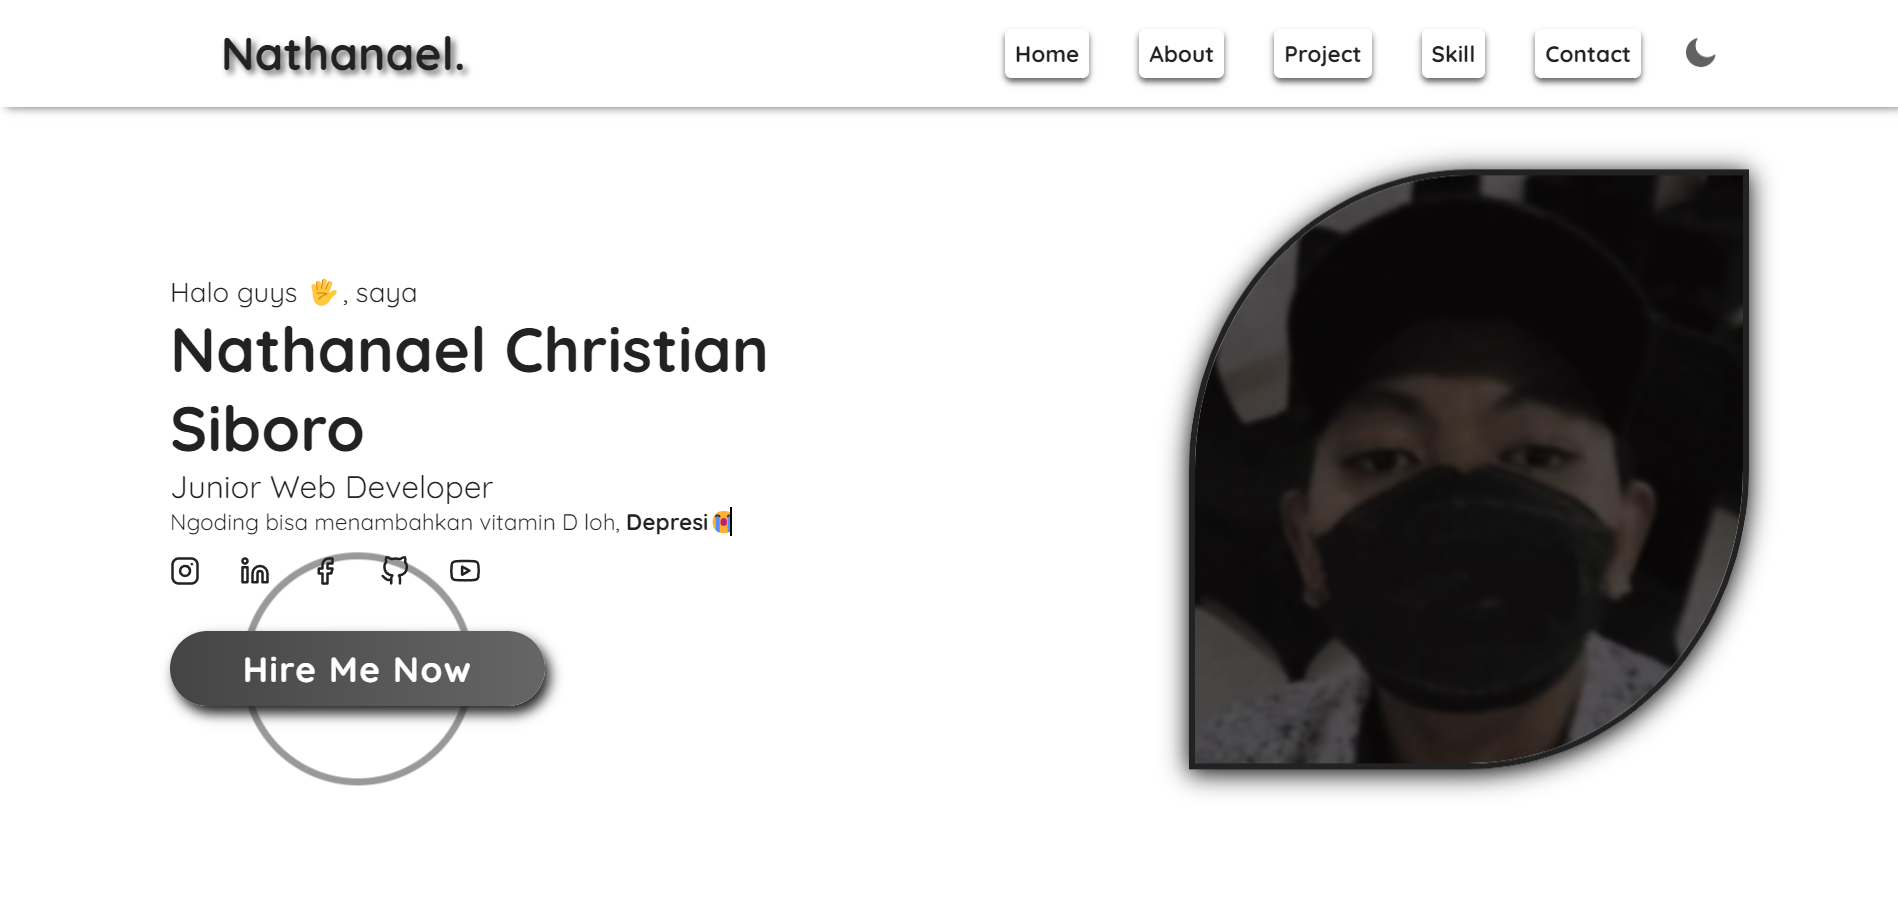 Nathanael.
Home About Project Skill Contact
Halo guys 🖐, saya
Nathanael Christian
Siboro
Junior Web Developer
Ngoding bisa menambahkan vitamin D loh, Depresi 😭
Hire Me Now